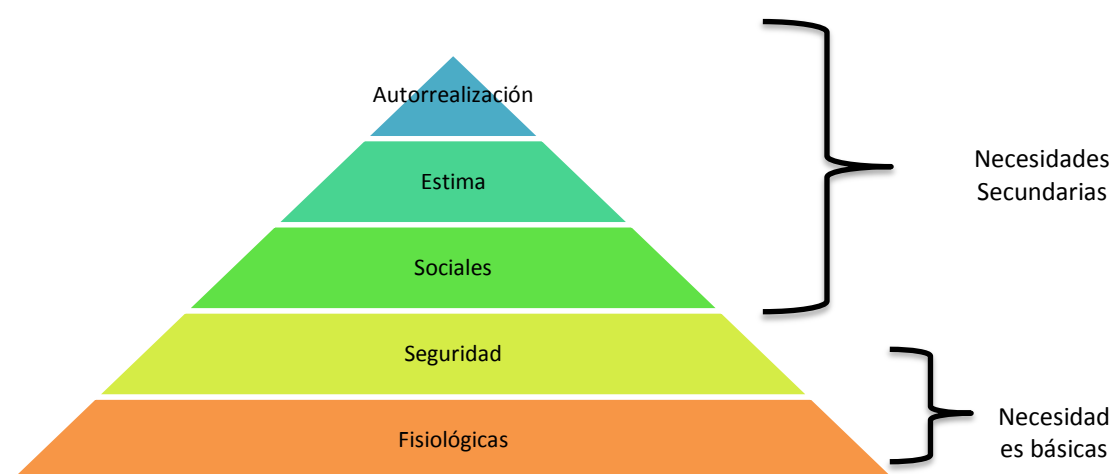 Autorrealización
Estima
Sociales
Seguridad
Fisiológicas
Necesidades
Secundarias
Necesidad
es básicas